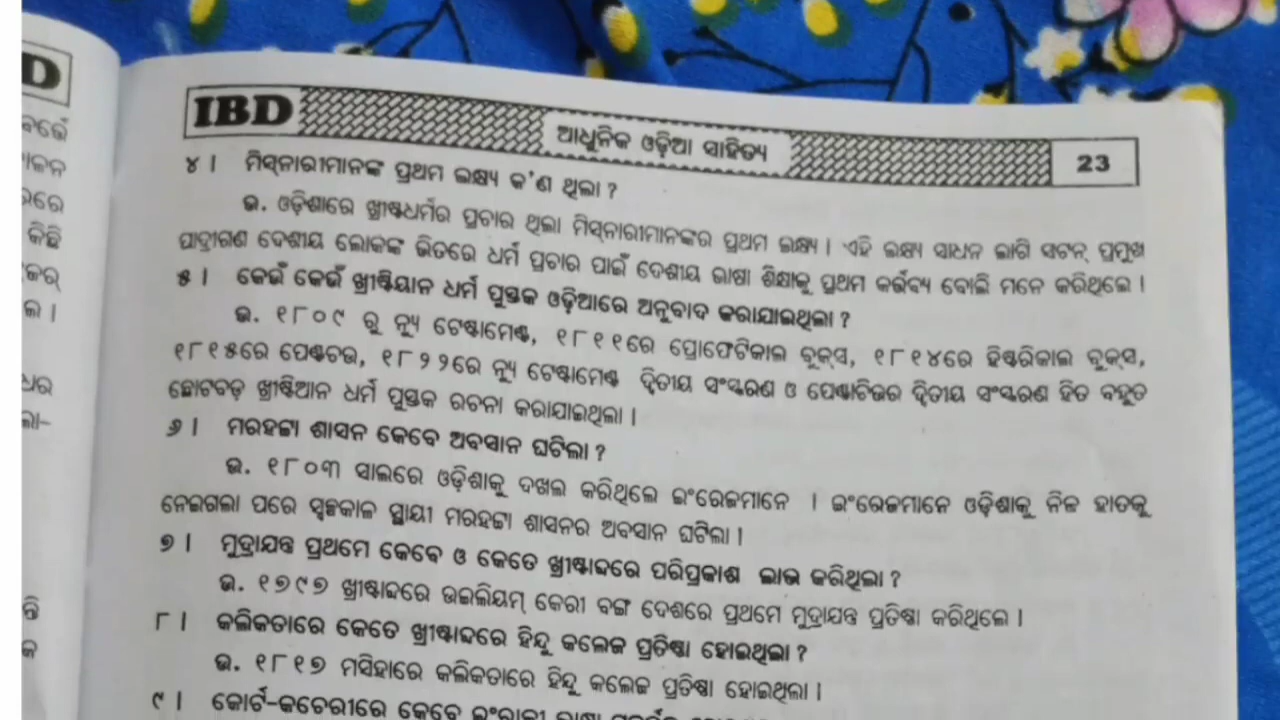 IBD ଆଧୁନିକ ଓଡ଼ିଆ ସାହିତ୍ୟ 23
୪ । ମିସ୍‌ନାରୀମାନଙ୍କ ପ୍ରଥମ ଲକ୍ଷ୍ୟ କ'ଣ ଥିଲା ?
ଉ. ଓଡ଼ିଶାରେ ଖ୍ରୀଷ୍ଟଧର୍ମର ପ୍ରଚାର ଥିଲା ମିସ୍‌ନାରୀମାନଙ୍କର ପ୍ରଥମ ଲକ୍ଷ୍ୟ । ଏହି ଲକ୍ଷ୍ୟ ସାଧନ ଲାଗି ସଟନ୍ ପ୍ରମୁଖ
ପାଦ୍ରୀଗଣ ଦେଶୀୟ ଲୋକଙ୍କ ଭିତରେ ଧର୍ମ ପ୍ରଚାର ପାଇଁ ଦେଶୀୟ ଭାଷା ଶିକ୍ଷାକୁ ପ୍ରଥମ କର୍ତ୍ତବ୍ୟ ବୋଲି ମନେ କରିଥିଲେ ।
୫ । କେଉଁ କେଉଁ ଖ୍ରୀଷ୍ଟିୟାନ ଧର୍ମ ପୁସ୍ତକ ଓଡ଼ିଆରେ ଅନୁବାଦ କରାଯାଇଥିଲା ?
ଉ. ୧୮୦୯ ରୁ ନ୍ୟୁ ଟେଷ୍ଟାମେଣ୍ଟ, ୧୮୧୧ରେ ପ୍ରୋଫେଟିକାଲ ବୁକ୍‌ସ, ୧୮୧୪ରେ ହିଷ୍ଟରିକାଲ ବୁକ୍‌ସ,
୧୮୧୫ରେ ପେଣ୍ଟଚଉ, ୧୮୨୨ରେ ନ୍ୟୁ ଟେଷ୍ଟାମେଣ୍ଟ ଦ୍ୱିତୀୟ ସଂସ୍କରଣ ଓ ପେଣ୍ଟାଚିଉର ଦ୍ୱିତୀୟ ସଂସ୍କରଣ ହିତ ବହୁତ
ଛୋଟବଡ଼ ଖ୍ରୀଷ୍ଟିଆନ ଧର୍ମ ପୁସ୍ତକ ରଚନା କରାଯାଇଥିଲା ।
୬ । ମରହଟ୍ଟା ଶାସନ କେବେ ଅବସାନ ଘଟିଲା ?
ଉ. ୧୮୦୩ ସାଲରେ ଓଡ଼ିଶାକୁ ଦଖଲ କରିଥିଲେ ଇଂରେଜମାନେ । ଇଂରେଜମାନେ ଓଡ଼ିଶାକୁ ନିଜ ହାତକୁ
ନେଇଗଲା ପରେ ସ୍ୱଳ୍ପକାଳ ସ୍ଥାୟୀ ମରହଟ୍ଟା ଶାସନର ଅବସାନ ଘଟିଲା ।
୭ । ମୁଦ୍ରାଯନ୍ତ୍ର ପ୍ରଥମେ କେବେ ଓ କେତେ ଖ୍ରୀଷ୍ଟାବ୍ଦରେ ପରିପ୍ରକାଶ ଲାଭ କରିଥିଲା ?
ଉ. ୧୭୯୭ ଖ୍ରୀଷ୍ଟାବ୍ଦରେ ଉଇଲିୟମ୍ କେରୀ ବଙ୍ଗ ଦେଶରେ ପ୍ରଥମେ ମୁଦ୍ରାଯନ୍ତ୍ର ପ୍ରତିଷ୍ଠା କରିଥିଲେ ।
୮ । କଲିକତାରେ କେତେ ଖ୍ରୀଷ୍ଟାବ୍ଦରେ ହିନ୍ଦୁ କଲେଜ ପ୍ରତିଷ୍ଠା ହୋଇଥିଲା ?
ଉ. ୧୮୧୭ ମସିହାରେ କଲିକତାରେ ହିନ୍ଦୁ କଲେଜ ପ୍ରତିଷ୍ଠା ହୋଇଥିଲା ।
୯ । କୋର୍ଟ-କଚେରୀରେ କେବେ